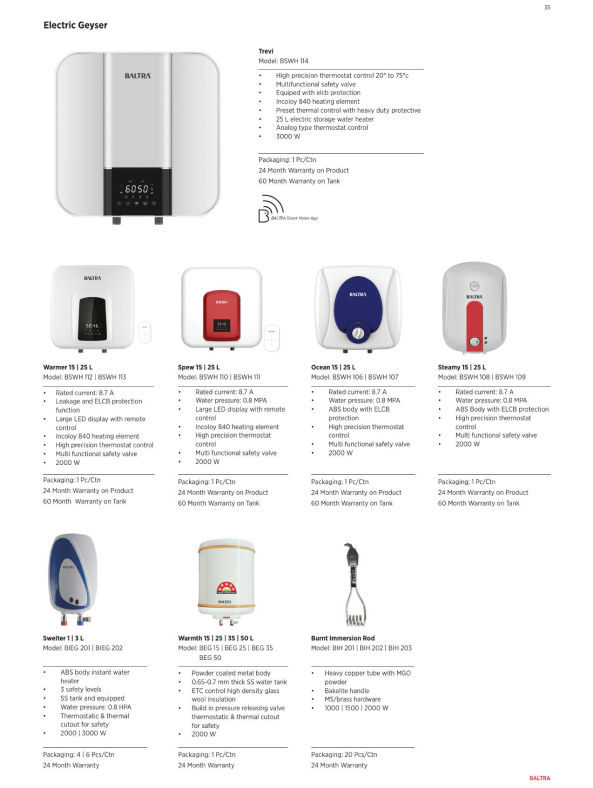 35
Electric Geyser
BALTRA
6050
Trevi
Model: BSWH 114
• High precision thermostat control 20° to 75°c
• Multifunctional safety valve
• Equiped with elcb protection
• Incoloy 840 heating element
• Preset thermal control with heavy duty protective
• 25 L electric storage water heater
• Analog type thermostat control
• 3000 W
Packaging: 1 Pc/Ctn
24 Month Warranty on Product
60 Month Warranty on Tank
BALTRA Smart Home App
BALTRA
Warmer 15 | 25 L
Model: BSWH 112 | BSWH 113
• Rated current: 8.7 A
• Leakage and ELCB protection
function
• Large LED display with remote
control
• Incoloy 840 heating element
• High precision thermostat control
• Multi functional safety valve
• 2000 W
Packaging: 1 Pc/Ctn
24 Month Warranty on Product
60 Month Warranty on Tank
BALTRA
Spew 15 | 25 L
Model: BSWH 110 | BSWH 111
• Rated current: 8.7 A
• Water pressure: 0.8 MPA
• Large LED display with remote
control
• Incoloy 840 heating element
• High precision thermostat
control
• Multi functional safety valve
• 2000 W
Packaging: 1 Pc/Ctn
24 Month Warranty on Product
60 Month Warranty on Tank
BALTRA
Ocean 15 | 25 L
Model: BSWH 106 | BSWH 107
• Rated current: 8.7 A
• Water pressure: 0.8 MPA
• ABS body with ELCB
protection
• High precision thermostat
control
• Multi functional safety valve
• 2000 W
Packaging: 1 Pc/Ctn
24 Month Warranty on Product
60 Month Warranty on Tank
BALTRA
Steamy 15 | 25 L
Model: BSWH 108 | BSWH 109
• Rated current: 8.7 A
• Water pressure: 0.8 MPA
• ABS Body with ELCB protection
• High precision thermostat
control
• Multi functional safety valve
• 2000 W
Packaging: 1 Pc/Ctn
24 Month Warranty on Product
60 Month Warranty on Tank
Swelter 1 | 3 L
Model: BIEG 201 | BIEG 202
• ABS body instant water
heater
• 3 safety levels
• SS tank and equipped
• Water pressure: 0.8 HPA
• Thermostatic & thermal
cutout for safety
• 2000 | 3000 W
Packaging: 4 | 6 Pcs/Ctn
24 Month Warranty
BALTRA
Warmth 15 | 25 | 35 | 50 L
Model: BEG 15 | BEG 25 | BEG 35
BEG 50
• Powder coated metal body
• 0.65-0.7 mm thick SS water tank
• ETC control high density glass
wool insulation
• Build in pressure releasing valve
thermostatic & thermal cutout
for safety
• 2000 W
Packaging: 1 Pc/Ctn
24 Month Warranty
Burnt Immersion Rod
Model: BIH 201 | BIH 202 | BIH 203
• Heavy copper tube with MGO
powder
• Bakelite handle
• MS/brass hardware
• 1000 | 1500 | 2000 W
Packaging: 20 Pcs/Ctn
24 Month Warranty
BALTRA